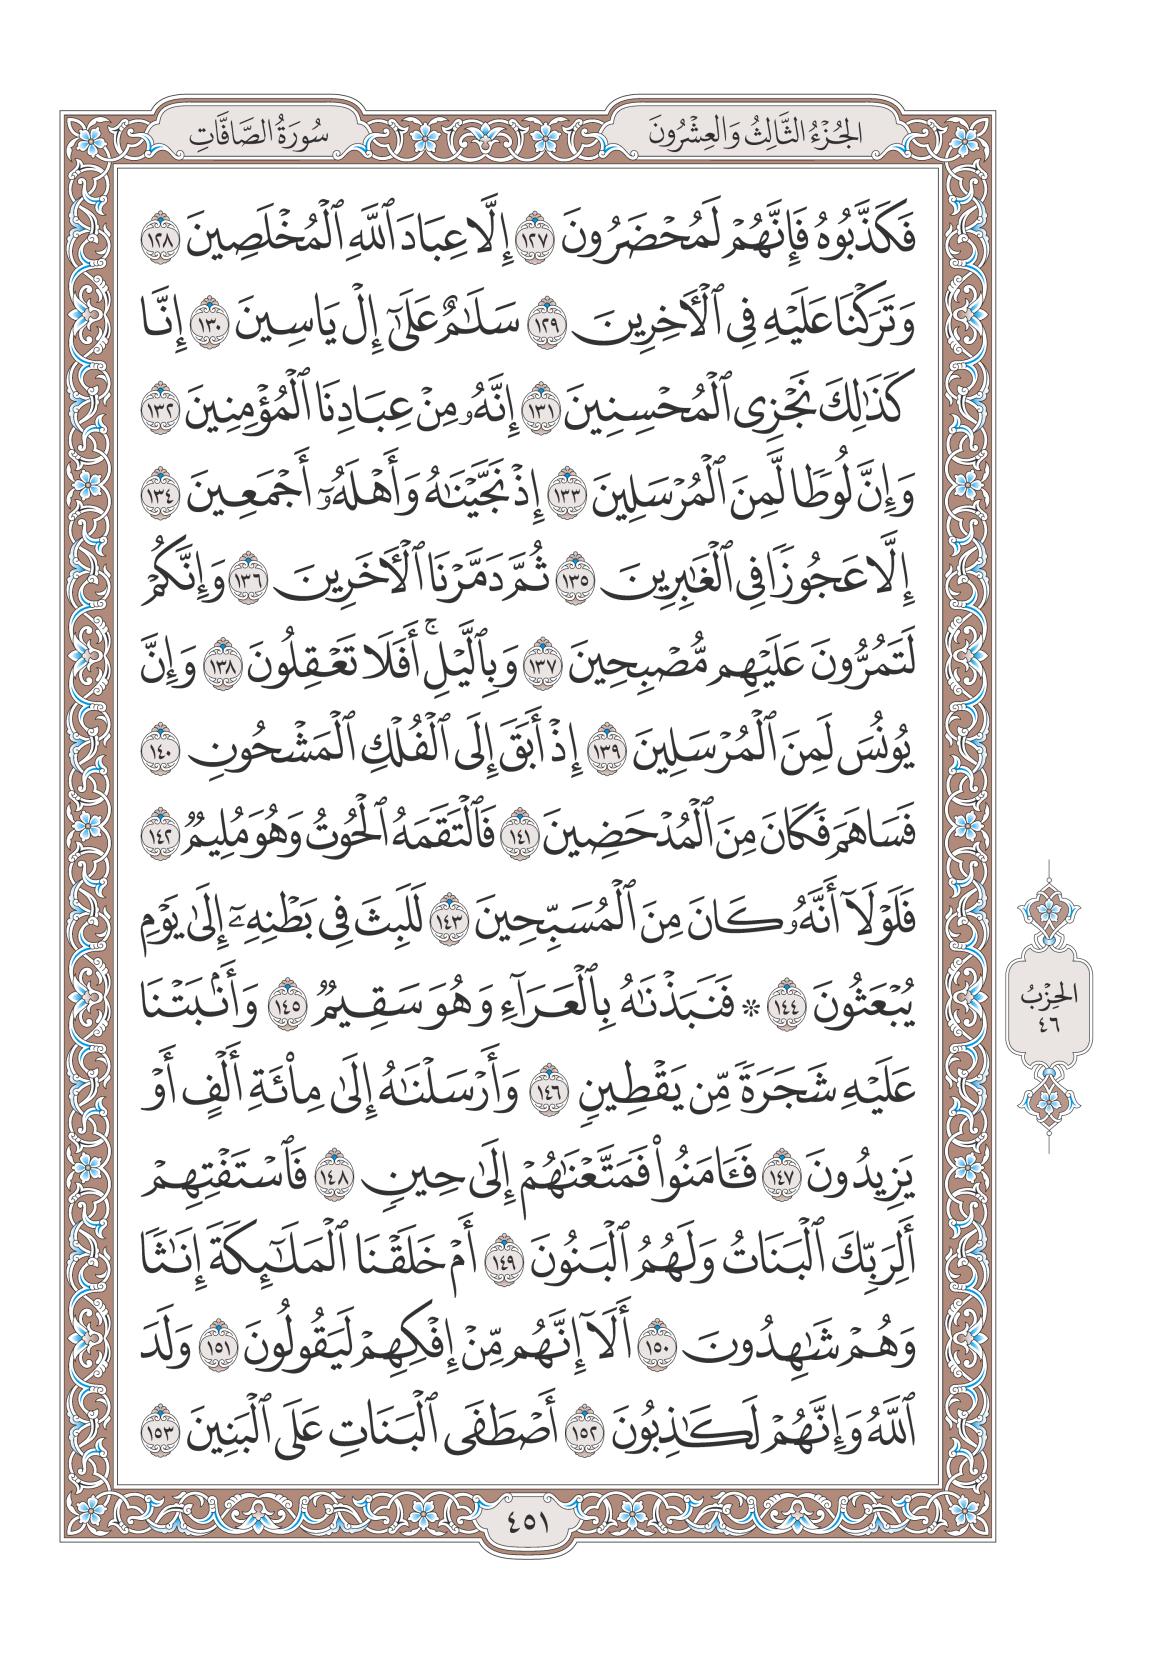 الجُزْءُ الثَّالِثُ وَالعِشْرُونَ
سُورَةُ الصَّافَّاتِ
فَكَذَّبُوهُ فَإِنَّهُمْ لَمُحْضَرُونَ ١٢٧ إِلَّا عِبَادَ ٱللَّهِ ٱلْمُخْلَصِينَ ١٢٨
وَتَرَكْنَا عَلَيْهِ فِي ٱلْأَخِرِينَ ١٢٩ سَلَـٰمٌ عَلَىٰٓ إِلْ يَاسِينَ ١٣٠ إِنَّا
كَذَٰلِكَ نَجْزِى ٱلْمُحْسِنِينَ ١٣١ إِنَّهُۥ مِنْ عِبَادِنَا ٱلْمُؤْمِنِينَ ١٣٢
وَإِنَّ لُوطًا لَّمِنَ ٱلْمُرْسَلِينَ ١٣٣ إِذْ نَجَّيْنَـٰهُ وَأَهْلَهُۥٓ أَجْمَعِينَ ١٣٤
إِلَّا عَجُوزًا فِى ٱلْغَـٰبِرِينَ ١٣٥ ثُمَّ دَمَّرْنَا ٱلْأَخَرِينَ ١٣٦ وَإِنَّكُمْ
لَتَمُرُّونَ عَلَيْهِم مُّصْبِحِينَ ١٣٧ وَبِٱلَّيْلِ ۚ أَفَلَا تَعْقِلُونَ ١٣٨ وَإِنَّ
يُونُسَ لَمِنَ ٱلْمُرْسَلِينَ ١٣٩ إِذْ أَبَقَ إِلَى ٱلْفُلْكِ ٱلْمَشْحُونِ ١٤٠
فَسَاهَمَ فَكَانَ مِنَ ٱلْمُدْحَضِينَ ١٤١ فَٱلْتَقَمَهُ ٱلْحُوتُ وَهُوَ مُلِيمٌ ١٤٢
فَلَوْلَآ أَنَّهُۥ كَانَ مِنَ ٱلْمُسَبِّحِينَ ١٤٣ لَلَبِثَ فِى بَطْنِهِۦٓ إِلَىٰ يَوْمِ
يُبْعَثُونَ ١٤٤ * فَنَبَذْنَـٰهُ بِٱلْعَرَآءِ وَهُوَ سَقِيمٌ ١٤٥ وَأَنۢبَتْنَا
عَلَيْهِ شَجَرَةً مِّن يَقْطِينٍ ١٤٦ وَأَرْسَلْنَـٰهُ إِلَىٰ مِا۟ئَةِ أَلْفٍ أَوْ
يَزِيدُونَ ١٤٧ فَـَٔامَنُوا۟ فَمَتَّعْنَـٰهُمْ إِلَىٰ حِينٍ ١٤٨ فَٱسْتَفْتِهِمْ
أَلِرَبِّكَ ٱلْبَنَاتُ وَلَهُمُ ٱلْبَنُونَ ١٤٩ أَمْ خَلَقْنَا ٱلْمَلَـٰٓئِكَةَ إِنَـٰثًا
وَهُمْ شَـٰهِدُونَ ١٥٠ أَلَآ إِنَّهُم مِّنْ إِفْكِهِمْ لَيَقُولُونَ ١٥١ وَلَدَ
ٱللَّهُ وَإِنَّهُمْ لَكَـٰذِبُونَ ١٥٢ أَصْطَفَى ٱلْبَنَاتِ عَلَى ٱلْبَنِينَ ١٥٣
الحِزْبُ
٤٦
٤٥١